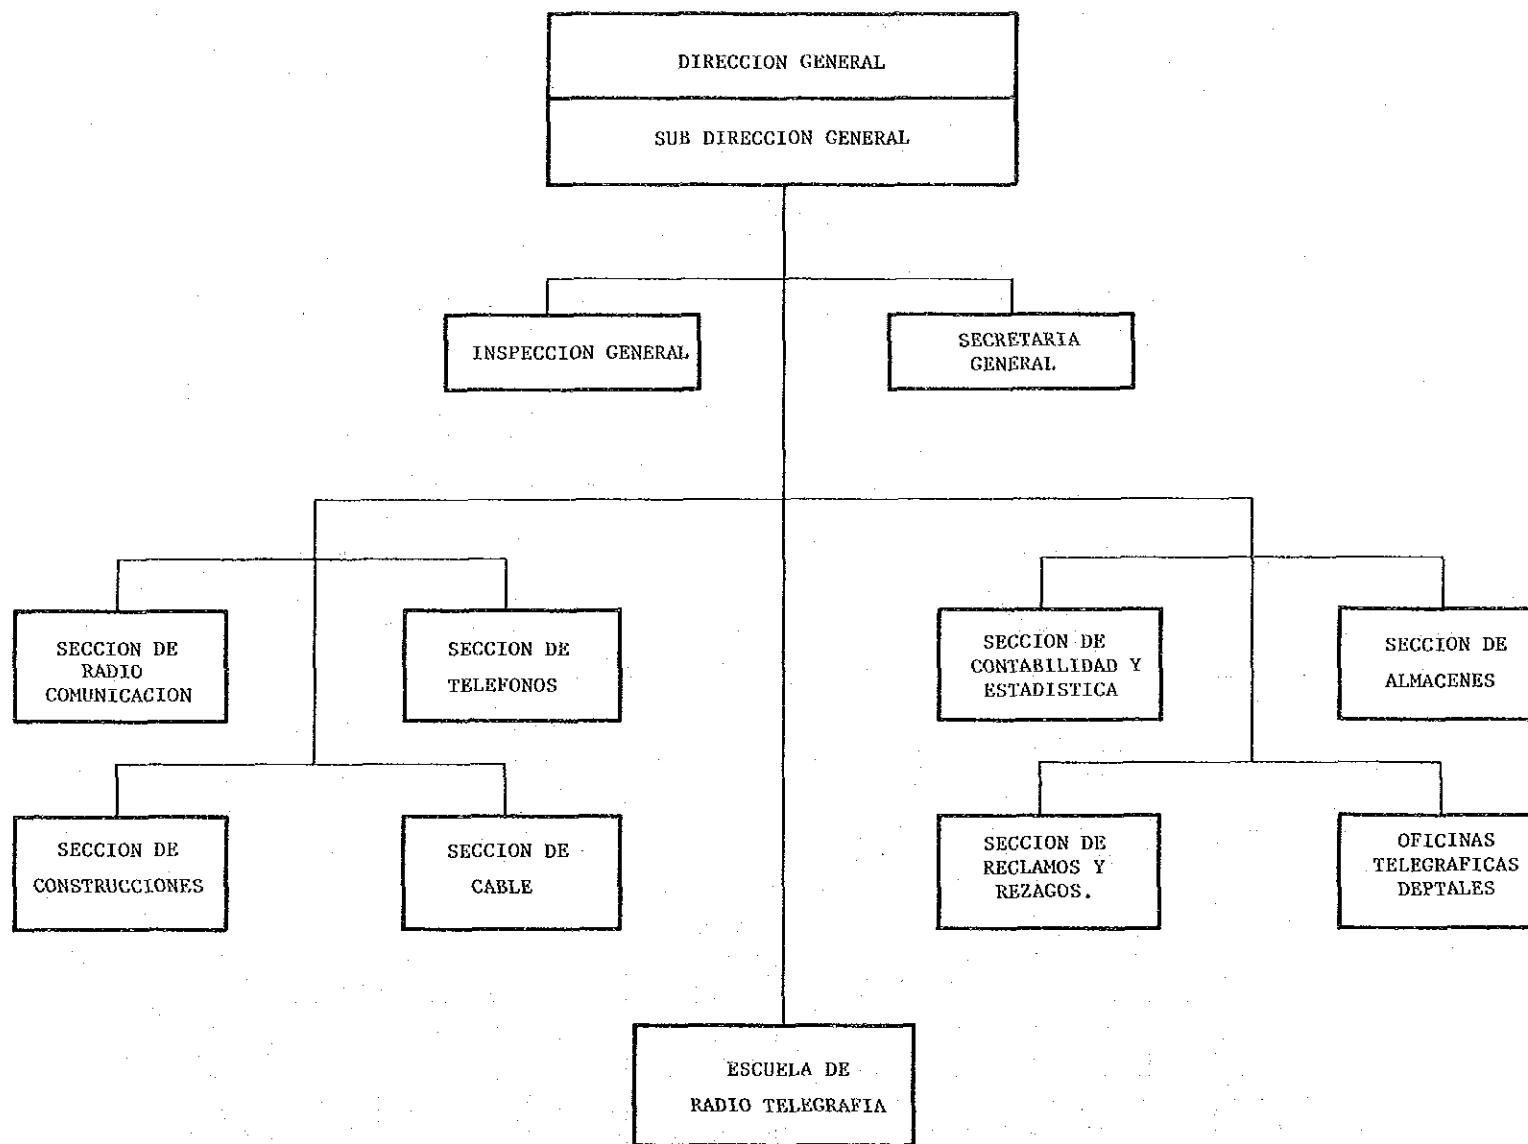 DIRECCION GENERAL
SUB DIRECCION GENERAL
INSPECCION GENERAL
SECRETARIA
GENERAL
SECCION DE
RADIO
COMUNICACION
SECCION DE
TELEFONOS
SECCION DE
CONTABILIDAD Y
ESTADISTICA
SECCION DE
ALMACENES
SECCION DE
CONSTRUCCIONES
SECCION DE
CABLE
SECCION DE
RECLAMOS Y
REZAGOS.
OFICINAS
TELEGRAFICAS
DEPTALES
ESCUELA DE
RADIO TELEGRAFIA